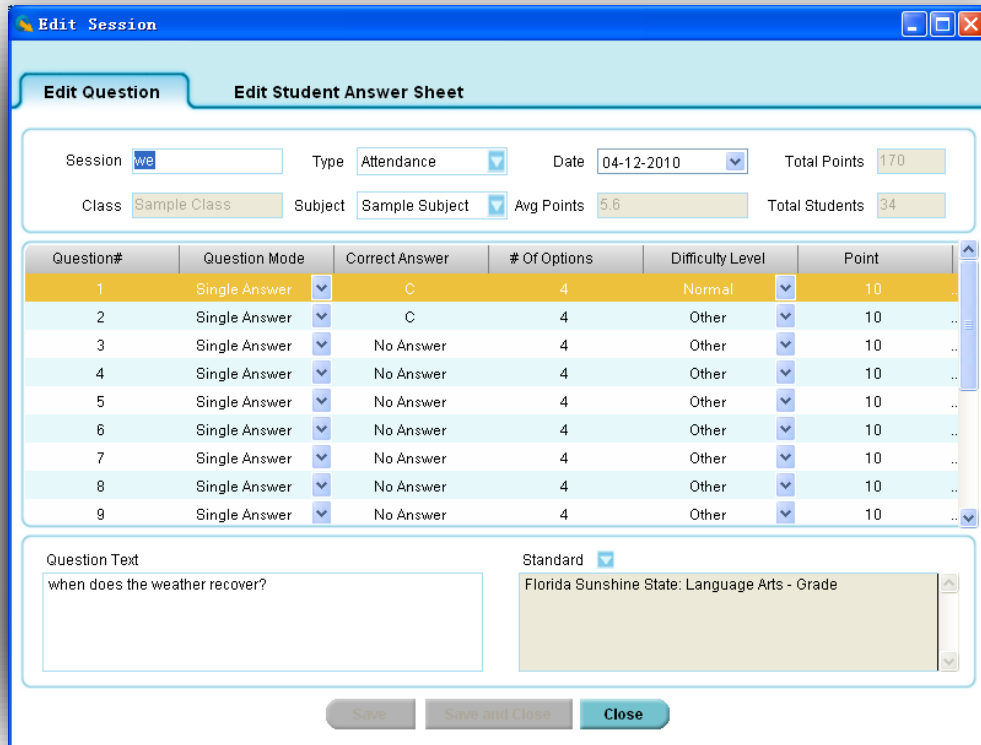 Edit Session
Edit Question Edit Student Answer Sheet
Session we Type Attendance Date 04-12-2010 Total Points 170
Class Sample Class Subject Sample Subject Avg Points 5.6 Total Students 34
Question# Question Mode Correct Answer # Of Options Difficulty Level Point
1 Single Answer C 4 Normal 10 ..
2 Single Answer C 4 Other 10 ..
3 Single Answer No Answer 4 Other 10 ..
4 Single Answer No Answer 4 Other 10 ..
5 Single Answer No Answer 4 Other 10 ..
6 Single Answer No Answer 4 Other 10 ..
7 Single Answer No Answer 4 Other 10 ..
8 Single Answer No Answer 4 Other 10 ..
9 Single Answer No Answer 4 Other 10 ..
Question Text Standard
when does the weather recover? Florida Sunshine State: Language Arts - Grade
Save Save and Close Close